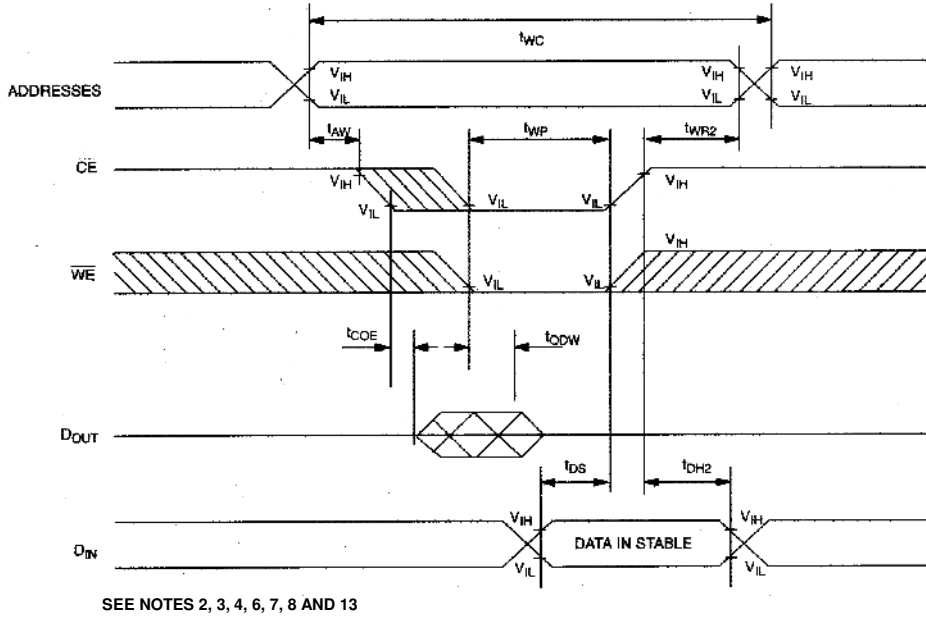 tWC
ADDRESSES
VIH
VIL
VIH
VIL
VIH
VIL
tAW
tWP
tWR2
CE
VIH
VIL
VIL
VIL
VIH
WE
VIL
VIL
VIH
tCOE
tODW
DOUT
tDS
tDH2
DIN
VIH
VIL
DATA IN STABLE
VIH
VIL
SEE NOTES 2, 3, 4, 6, 7, 8 AND 13